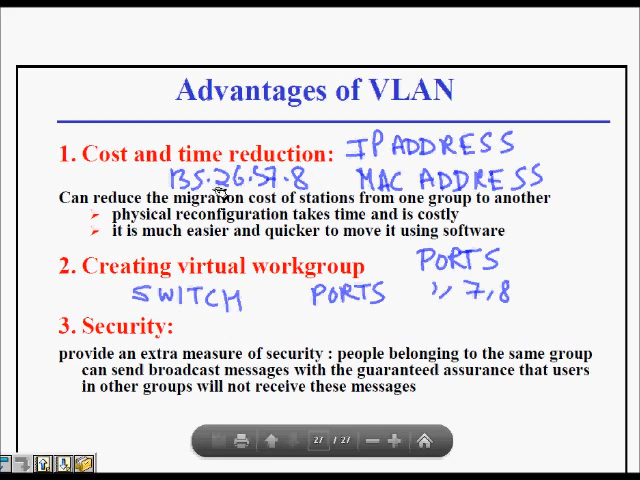 Advantages of VLAN
1. Cost and time reduction: IP ADDRESS
135.26.57.8 MAC ADDRESS
Can reduce the migration cost of stations from one group to another
physical reconfiguration takes time and is costly
it is much easier and quicker to move it using software
2. Creating virtual workgroup PORTS
SWITCH PORTS 7, 8
3. Security:
provide an extra measure of security : people belonging to the same group
can send broadcast messages with the guaranteed assurance that users
in other groups will not receive these messages
27 / 27